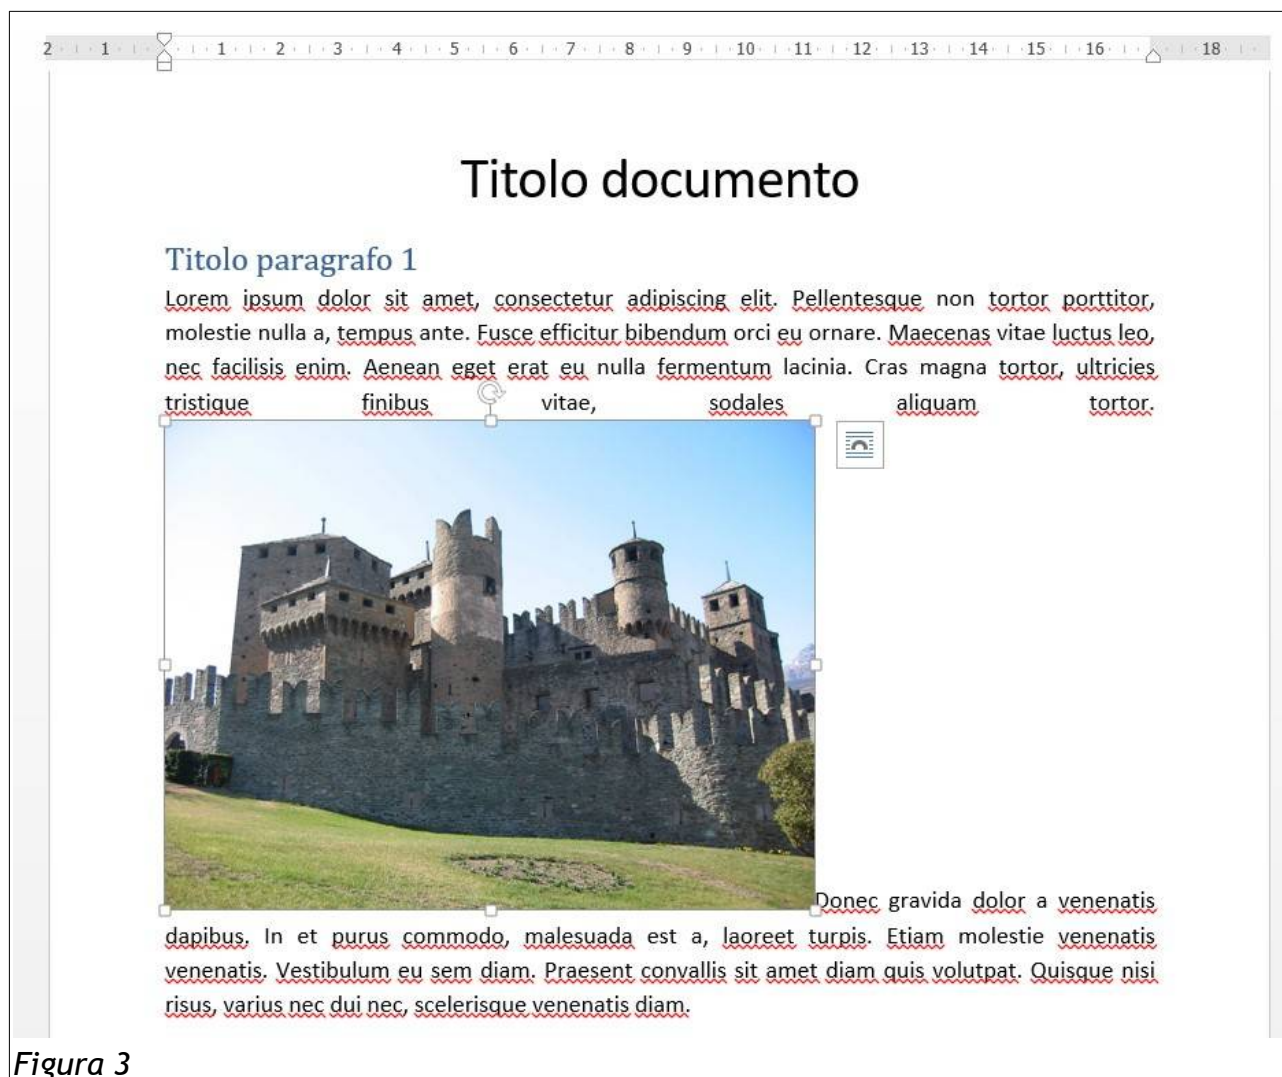 2 1 1 2 3 4 5 6 7 8 9 10 11 12 13 14 15 16 18
Titolo documento
Titolo paragrafo 1
Lorem ipsum dolor sit amet, consectetur adipiscing elit. Pellentesque non tortor porttitor,
molestie nulla a, tempus ante. Fusce efficitur bibendum orci eu ornare. Maecenas vitae luctus leo,
nec facilisis enim. Aenean eget erat eu nulla fermentum lacinia. Cras magna tortor, ultricies
tristique finibus vitae, sodales aliquam tortor.
Donec gravida dolor a venenatis
dapibus. In et purus commodo, malesuada est a, laoreet turpis. Etiam molestie venenatis
venenatis. Vestibulum eu sem diam. Praesent convallis sit amet diam quis volutpat. Quisque nisi
risus, varius nec dui nec, scelerisque venenatis diam.
Figura 3